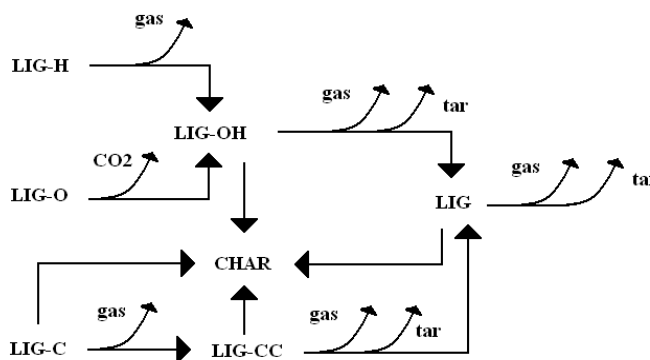 gas
LIG-H
gas
tar
LIG-OH
CO2
gas
LIG-O
LIG
tar
CHAR
gas
gas
LIG-C
LIG-CC
tar